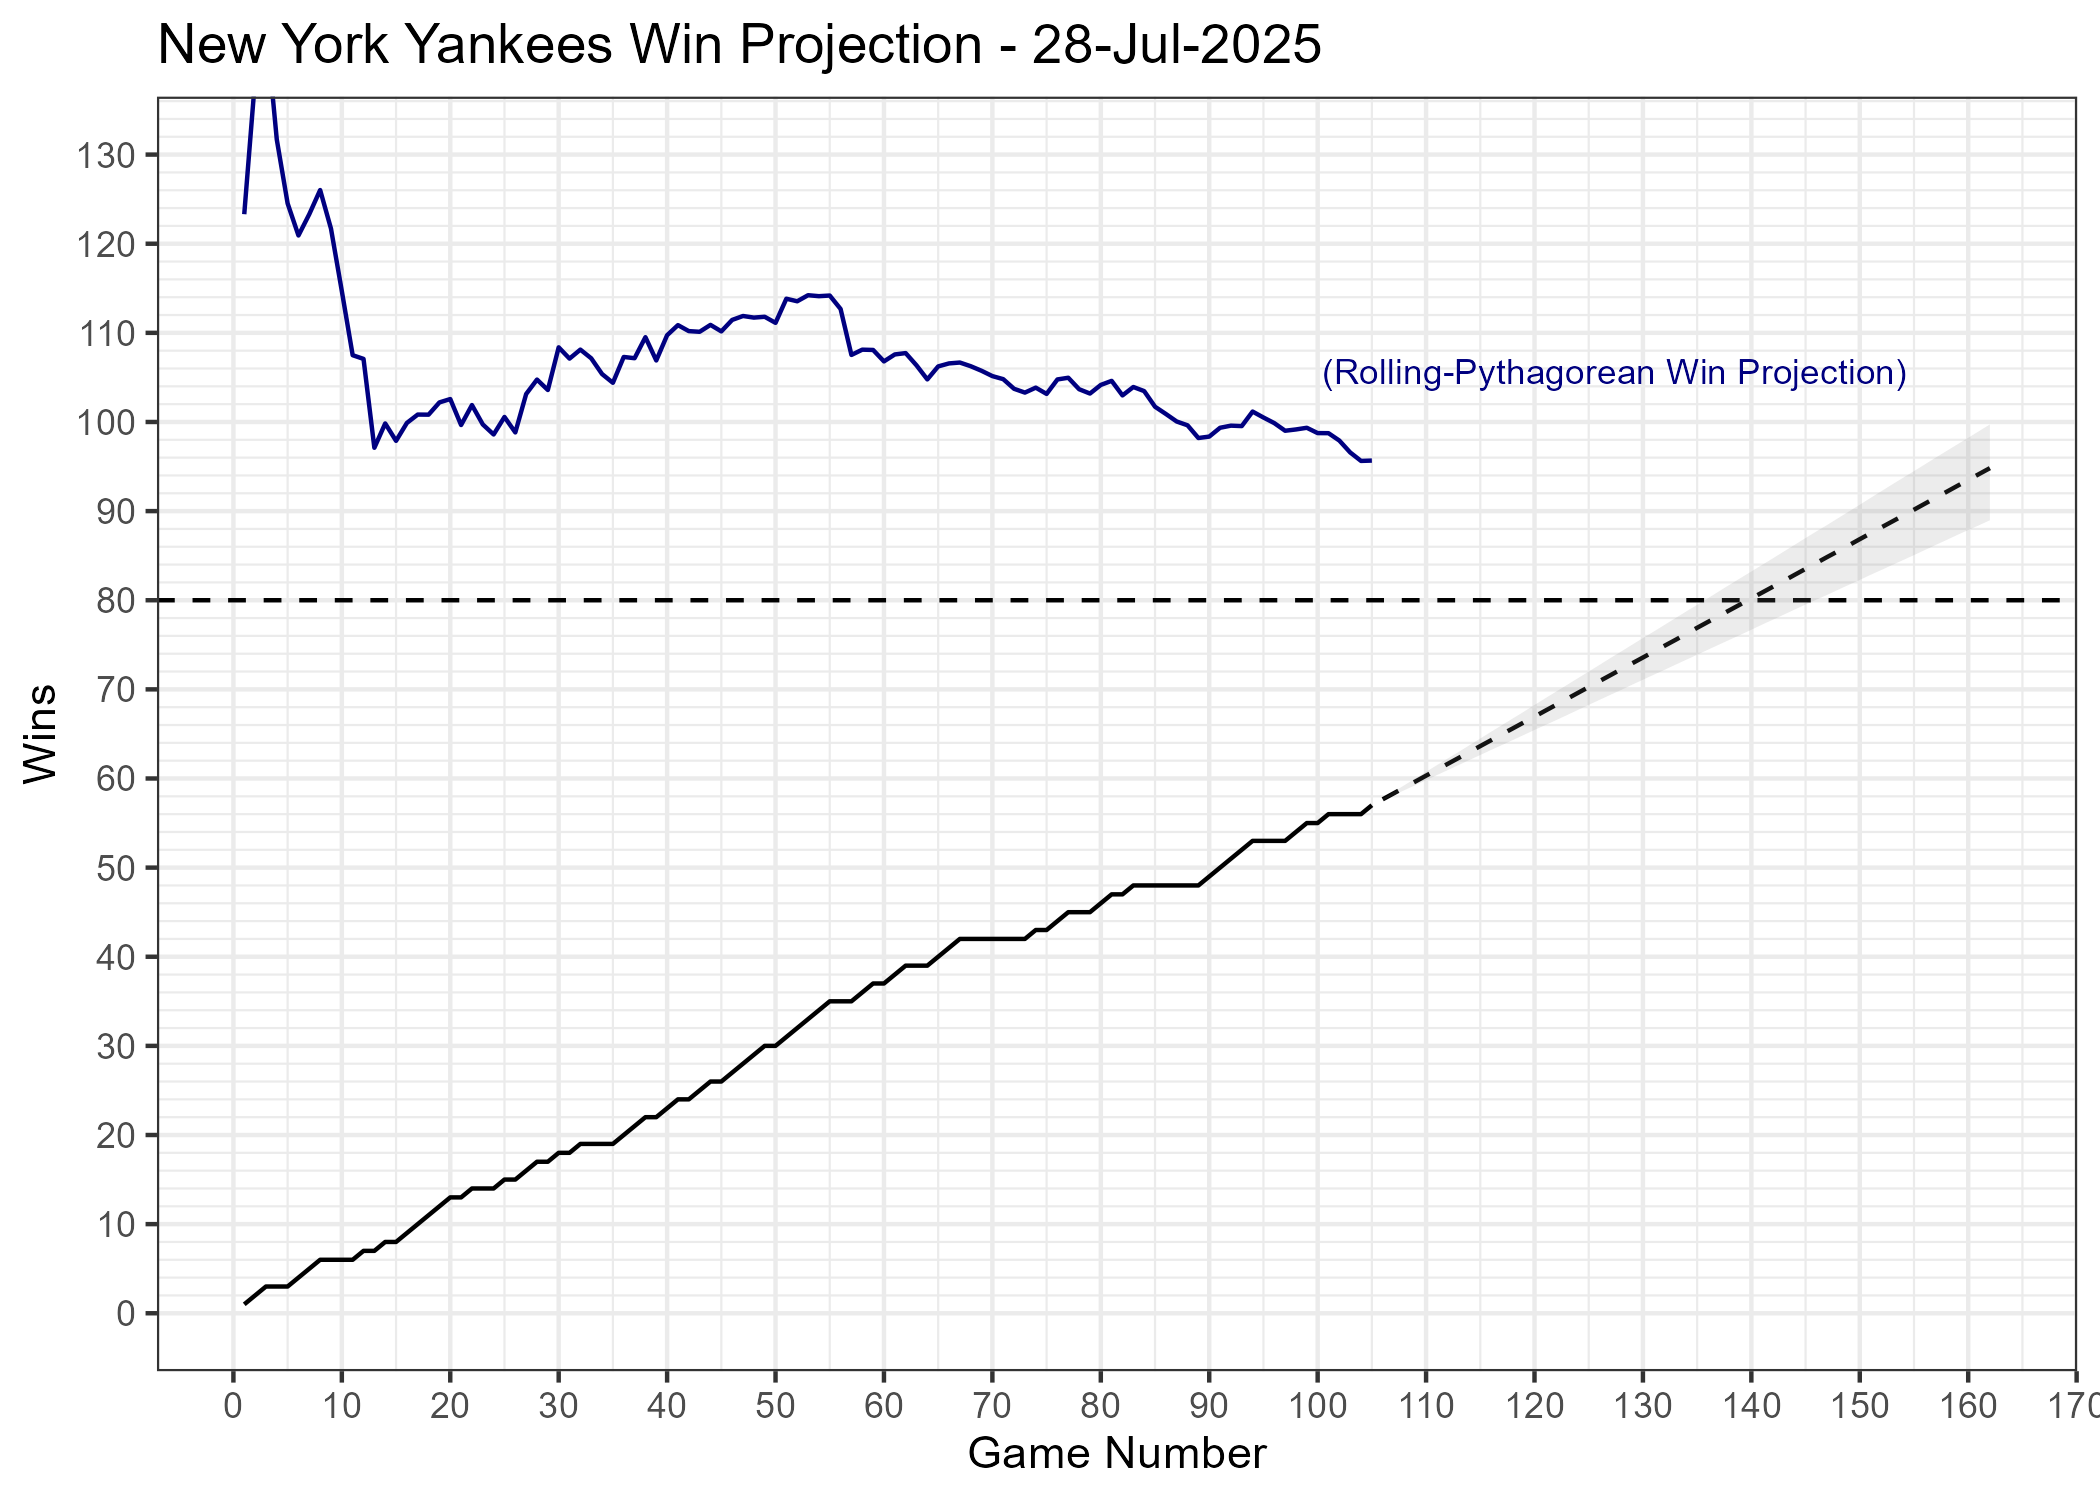 New York Yankees Win Projection - 28-Jul-2025
130
120
110
100
90
80
70
60
50
40
30
20
10
0
Wins
(Rolling-Pythagorean Win Projection)
0 10 20 30 40 50 60 70 80 90 100 110 120 130 140 150 160 170
Game Number